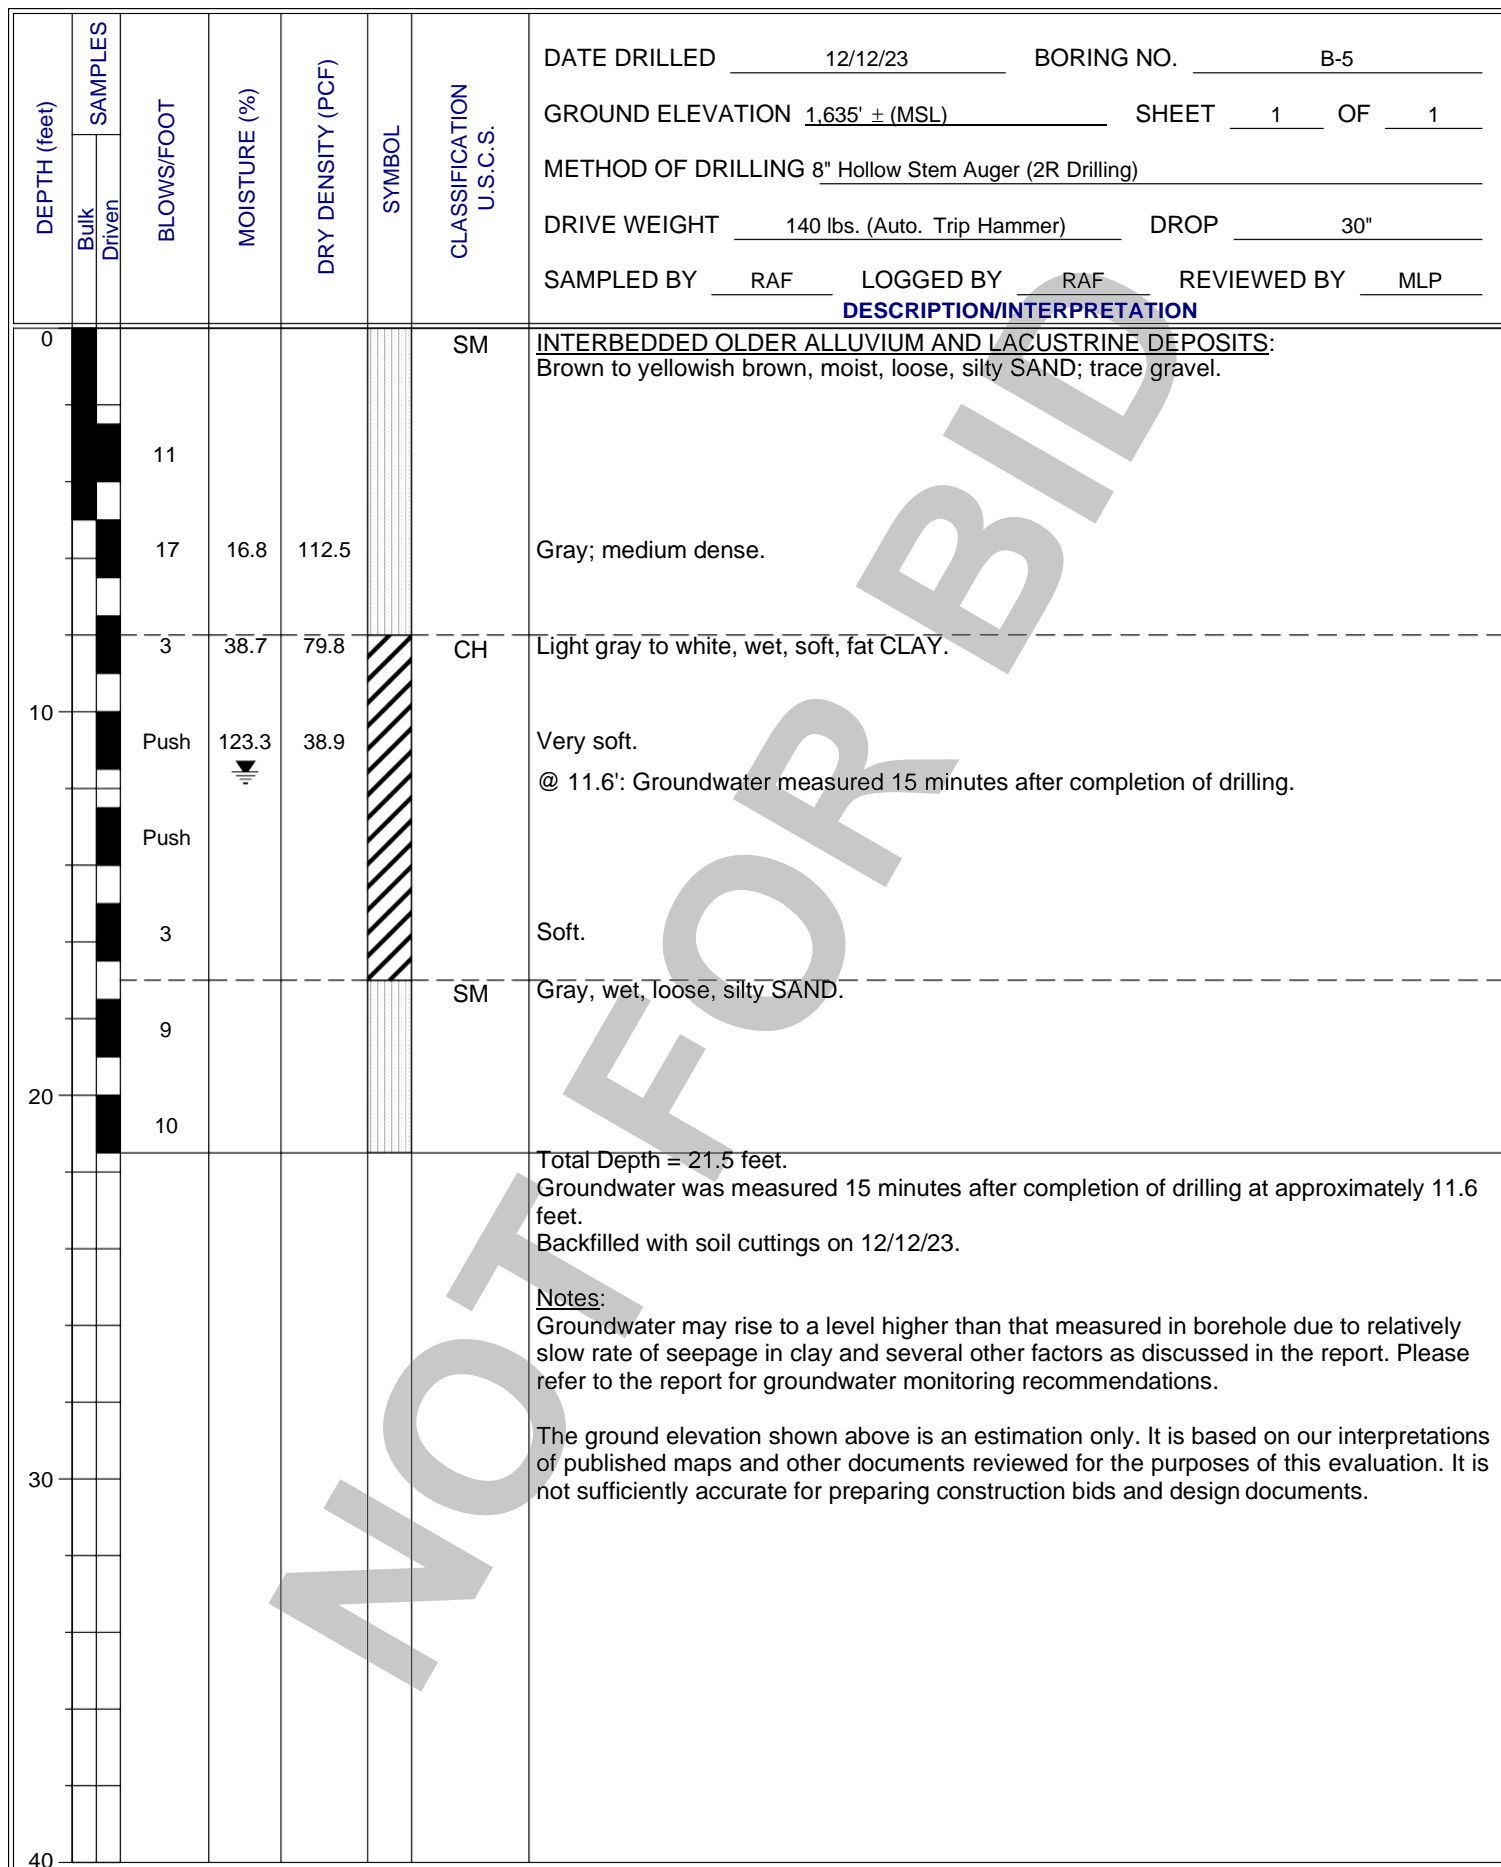 DEPTH (feet)
SAMPLES
Bulk
Driven
BLOWS/FOOT
MOISTURE (%)
DRY DENSITY (PCF)
SYMBOL
CLASSIFICATION
U.S.C.S.
DATE DRILLED 12/12/23 BORING NO. B-5
GROUND ELEVATION 1,635' ± (MSL) SHEET 1 OF 1
METHOD OF DRILLING 8" Hollow Stem Auger (2R Drilling)
DRIVE WEIGHT 140 lbs. (Auto. Trip Hammer) DROP 30"
SAMPLED BY RAF LOGGED BY RAF REVIEWED BY MLP
DESCRIPTION/INTERPRETATION
0 SM INTERBEDDED OLDER ALLUVIUM AND LACUSTRINE DEPOSITS:
Brown to yellowish brown, moist, loose, silty SAND; trace gravel.
11
17 16.8 112.5 Gray; medium dense.
3 38.7 79.8 CH Light gray to white, wet, soft, fat CLAY.
10
Push 123.3 38.9 Very soft.
@ 11.6': Groundwater measured 15 minutes after completion of drilling.
Push
3 Soft.
SM Gray, wet, loose, silty SAND.
9
20
10
Total Depth = 21.5 feet.
Groundwater was measured 15 minutes after completion of drilling at approximately 11.6
feet.
Backfilled with soil cuttings on 12/12/23.
Notes:
Groundwater may rise to a level higher than that measured in borehole due to relatively
slow rate of seepage in clay and several other factors as discussed in the report. Please
refer to the report for groundwater monitoring recommendations.
The ground elevation shown above is an estimation only. It is based on our interpretations
of published maps and other documents reviewed for the purposes of this evaluation. It is
30
not sufficiently accurate for preparing construction bids and design documents.
40
NOT FOR BID